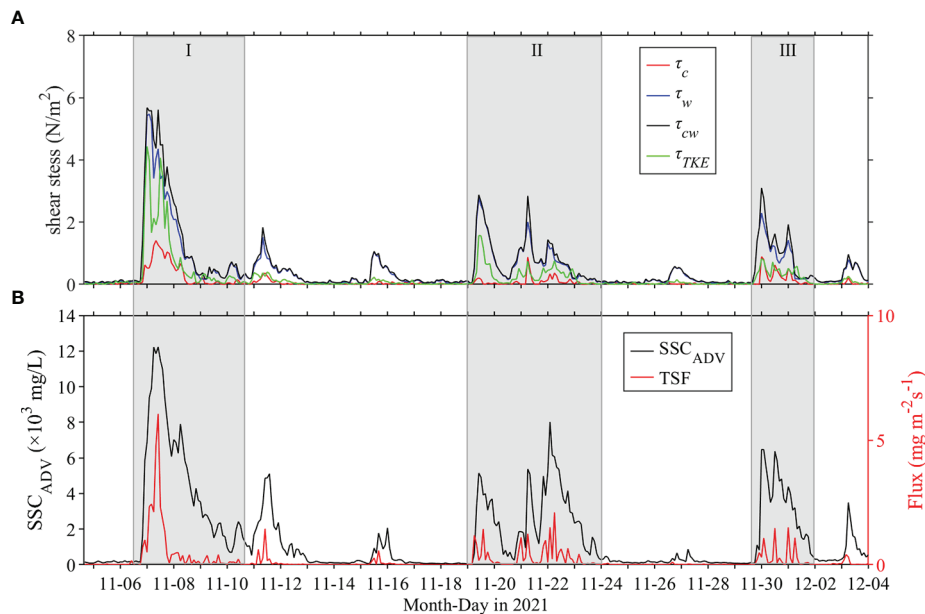 A
I
II
III
8
6
4
2
0
shear stess (N/m²)
τc
τw
τcw
τTKE
B
14
12
10
8
6
4
2
0
SSC_ADV (×10³ mg/L)
SSC_ADV
TSF
10
5
0
Flux (mg m⁻² s⁻¹)
11-06 11-08 11-10 11-12 11-14 11-16 11-18 11-20 11-22 11-24 11-26 11-28 11-30 12-02 12-04
Month-Day in 2021